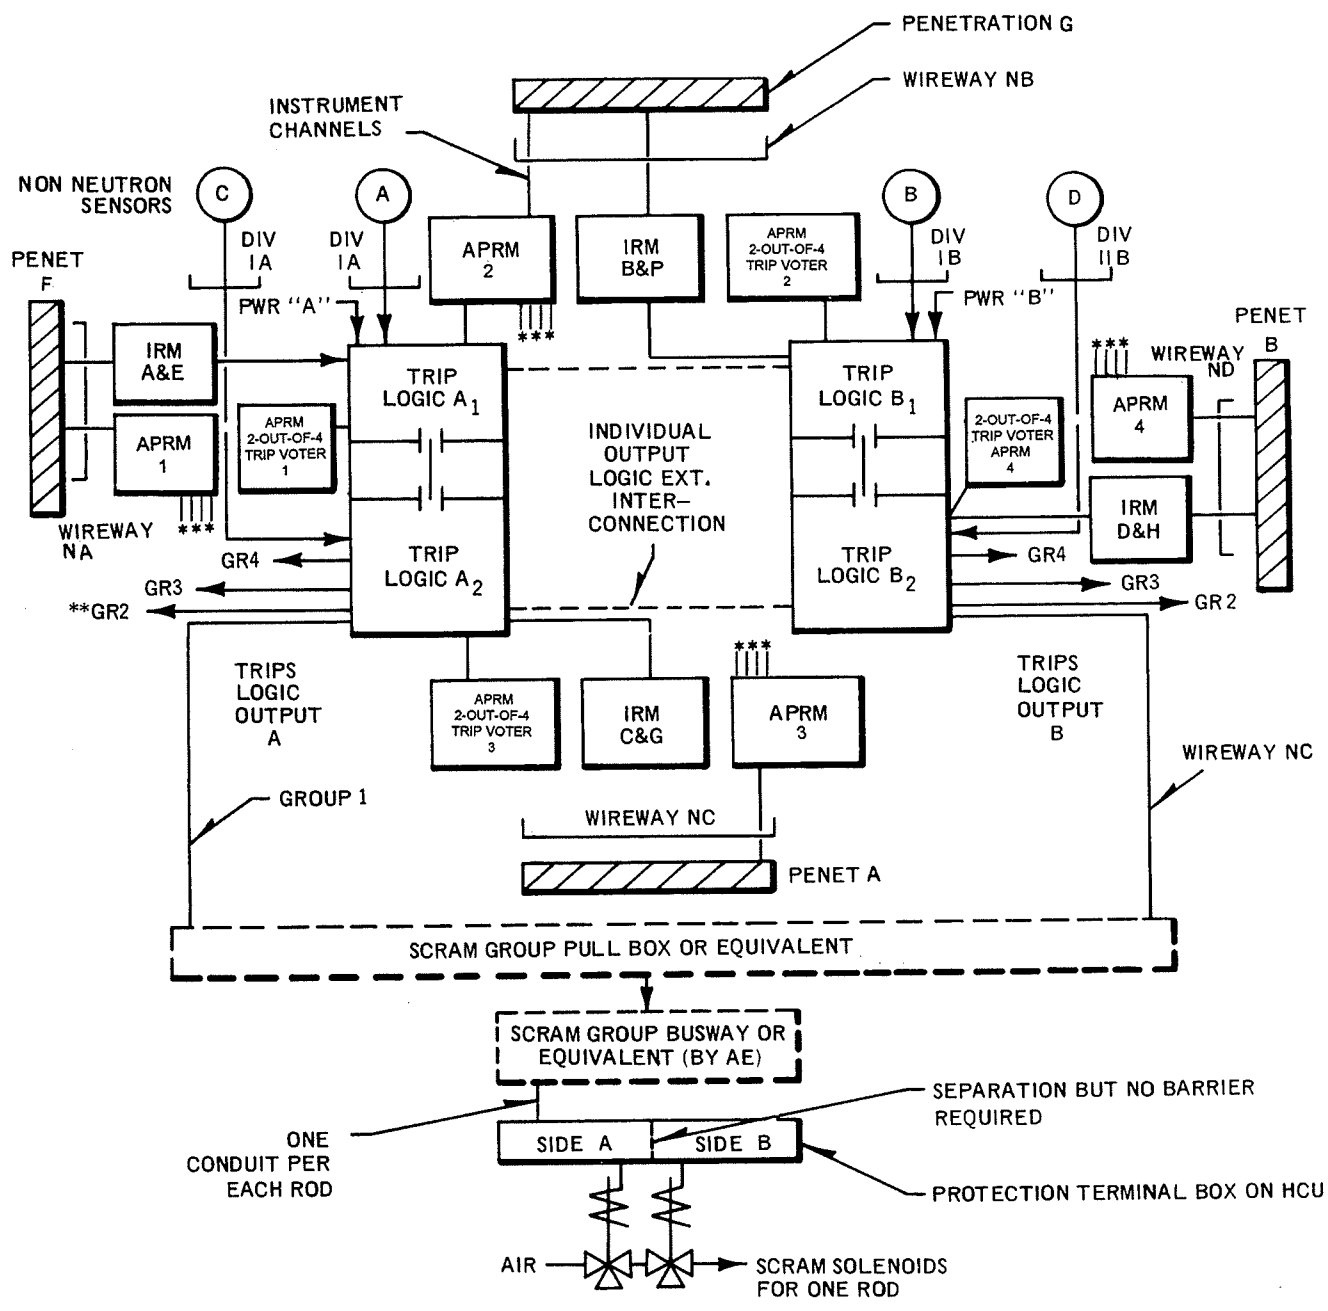 PENETRATION G
WIREWAY NB
INSTRUMENT
CHANNELS
NON NEUTRON
SENSORS
C
A
B
D
DIV
IA
DIV
IA
DIV
IB
DIV
IIB
PENET
F
PWR "A"
APRM
2
***
IRM
B&P
APRM
2-OUT-OF-4
TRIP VOTER
2
PWR "B"
PENET
B
IRM
A&E
APRM
1
***
WIREWAY
NA
APRM
2-OUT-OF-4
TRIP VOTER
1
TRIP
LOGIC A1
TRIP
LOGIC A2
INDIVIDUAL
OUTPUT
LOGIC EXT.
INTER-
CONNECTION
TRIP
LOGIC B1
TRIP
LOGIC B2
2-OUT-OF-4
TRIP VOTER
APRM
4
***
WIREWAY
ND
APRM
4
IRM
D&H
GR4
GR3
**GR2
GR4
GR3
GR2
TRIPS
LOGIC
OUTPUT
A
APRM
2-OUT-OF-4
TRIP VOTER
3
IRM
C&G
***
APRM
3
TRIPS
LOGIC
OUTPUT
B
WIREWAY NC
GROUP 1
WIREWAY NC
PENET A
SCRAM GROUP PULL BOX OR EQUIVALENT
SCRAM GROUP BUSWAY OR
EQUIVALENT (BY AE)
SEPARATION BUT NO BARRIER
REQUIRED
ONE
CONDUIT PER
EACH ROD
SIDE A
SIDE B
PROTECTION TERMINAL BOX ON HCU
AIR
SCRAM SOLENOIDS
FOR ONE ROD